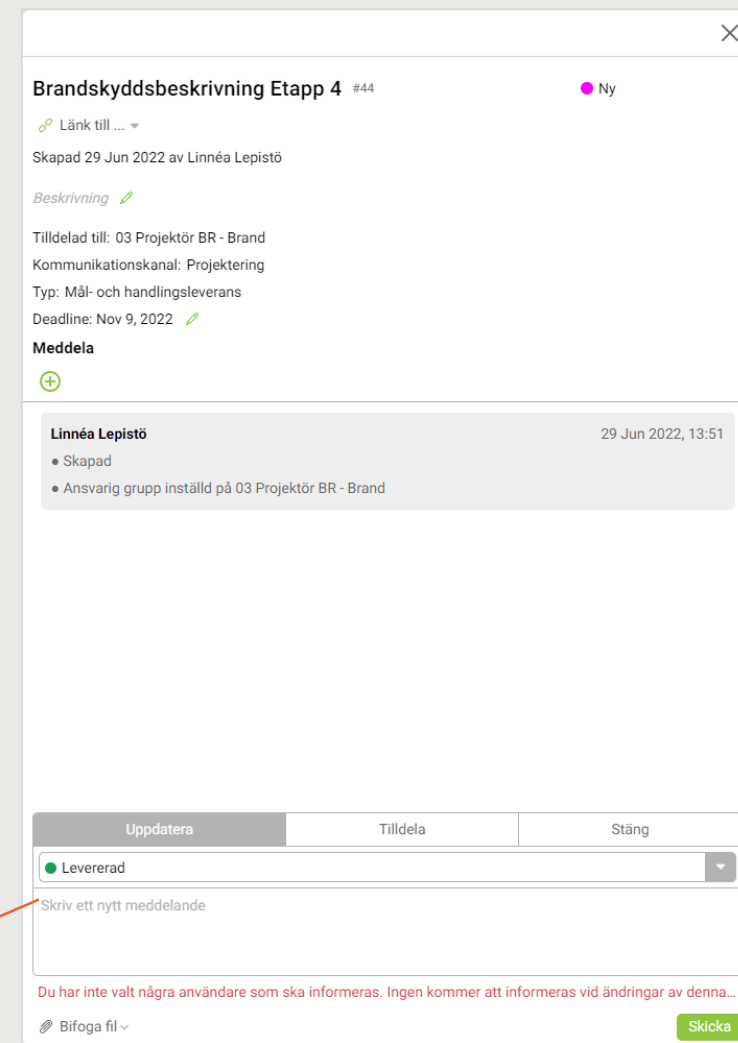 Brandskyddsbeskrivning Etapp 4 #44 Ny
Länk till ...
Skapad 29 Jun 2022 av Linnéa Lepistö
Beskrivning
Tilldelad till: 03 Projektör BR - Brand
Kommunikationskanal: Projektering
Typ: Mål- och handlingsleverans
Deadline: Nov 9, 2022
Meddela
Linnéa Lepistö 29 Jun 2022, 13:51
● Skapad
● Ansvarig grupp inställd på 03 Projektör BR - Brand
Uppdatera Tilldela Stäng
Levererad
Skriv ett nytt meddelande
Du har inte valt några användare som ska informeras. Ingen kommer att informeras vid ändringar av denna...
Bifoga fil Skicka